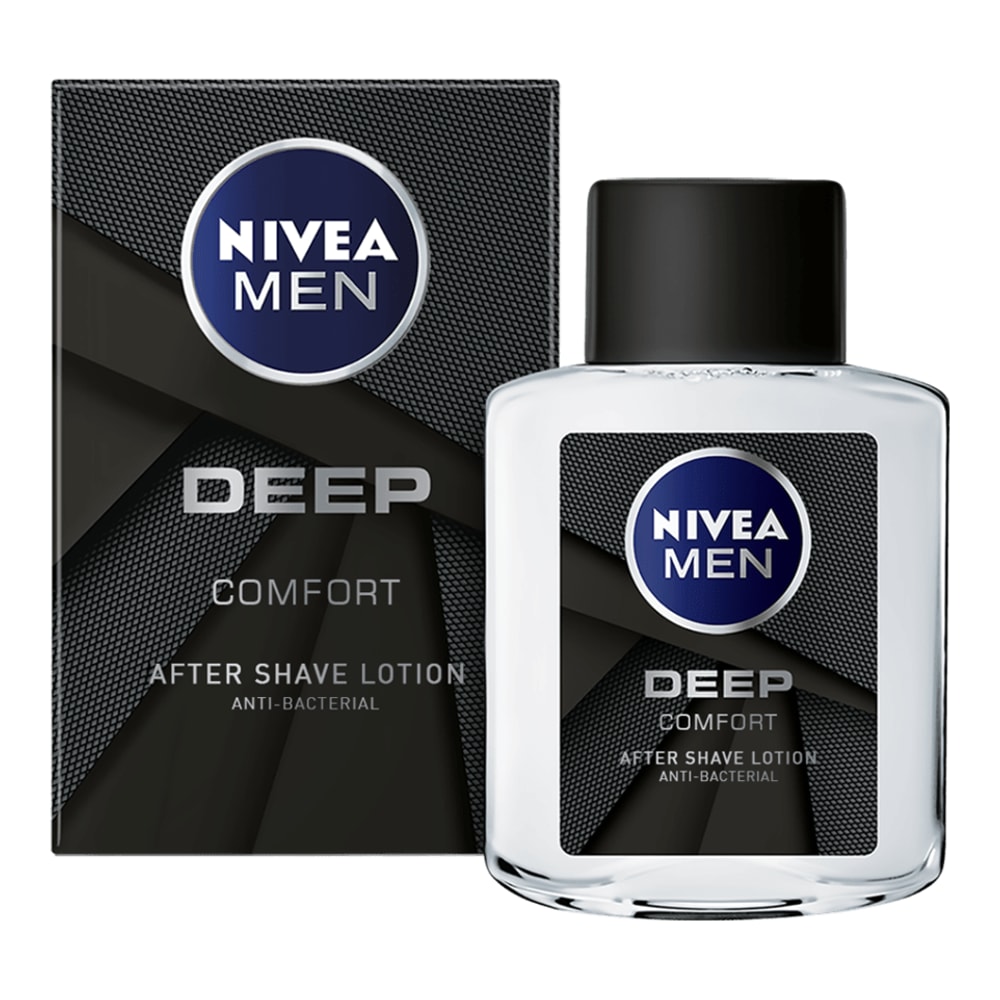 NIVEA
MEN
DEEP
COMFORT
AFTER SHAVE LOTION
ANTI-BACTERIAL
NIVEA
MEN
DEEP
COMFORT
AFTER SHAVE LOTION
ANTI-BACTERIAL